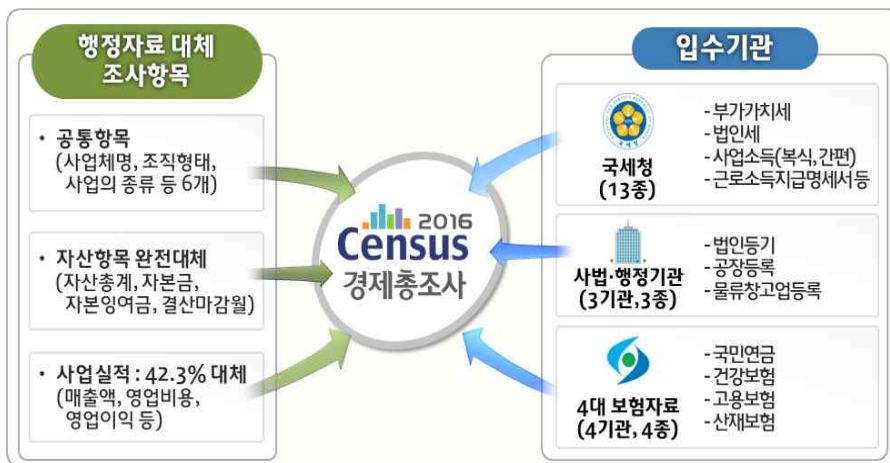 행정자료 대체
조사항목
• 공통항목
(사업체명, 조직형태,
사업의 종류 등 6개)
• 자산항목 완전대체
(자산총계, 자본금,
자본잉여금, 결산마감월)
• 사업실적 : 42.3% 대체
(매출액, 영업비용,
영업이익 등)
2016
Census
경제총조사
입수기관
국세청
(13종)
- 부가가치세
- 법인세
- 사업소득(복식, 간편)
- 근로소득지급명세서 등
사법·행정기관
(3기관,3종)
- 법인등기
- 공장등록
- 물류창고업등록
4대 보험자료
(4기관, 4종)
- 국민연금
- 건강보험
- 고용보험
- 산재보험